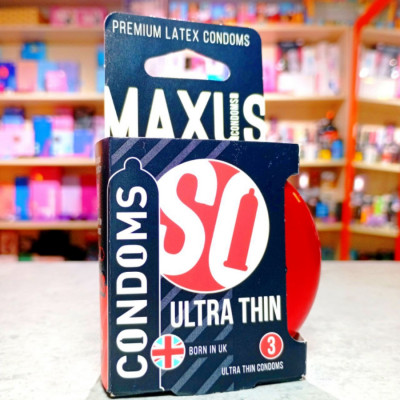 PREMIUM LATEX CONDOMS
MAXUS
CONDOMS
CONDOMS
SO
ULTRA THIN
BORN IN UK
3
ULTRA THIN CONDOMS